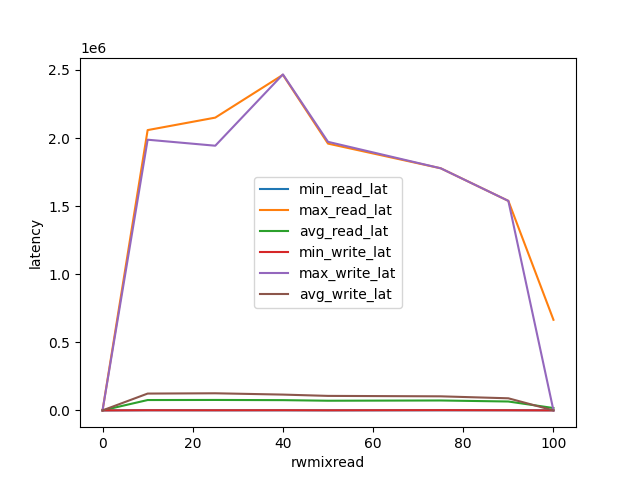 1e6
2.5
2.0
1.5
1.0
0.5
0.0
latency
min_read_lat
max_read_lat
avg_read_lat
min_write_lat
max_write_lat
avg_write_lat
0 20 40 60 80 100
rwmixread